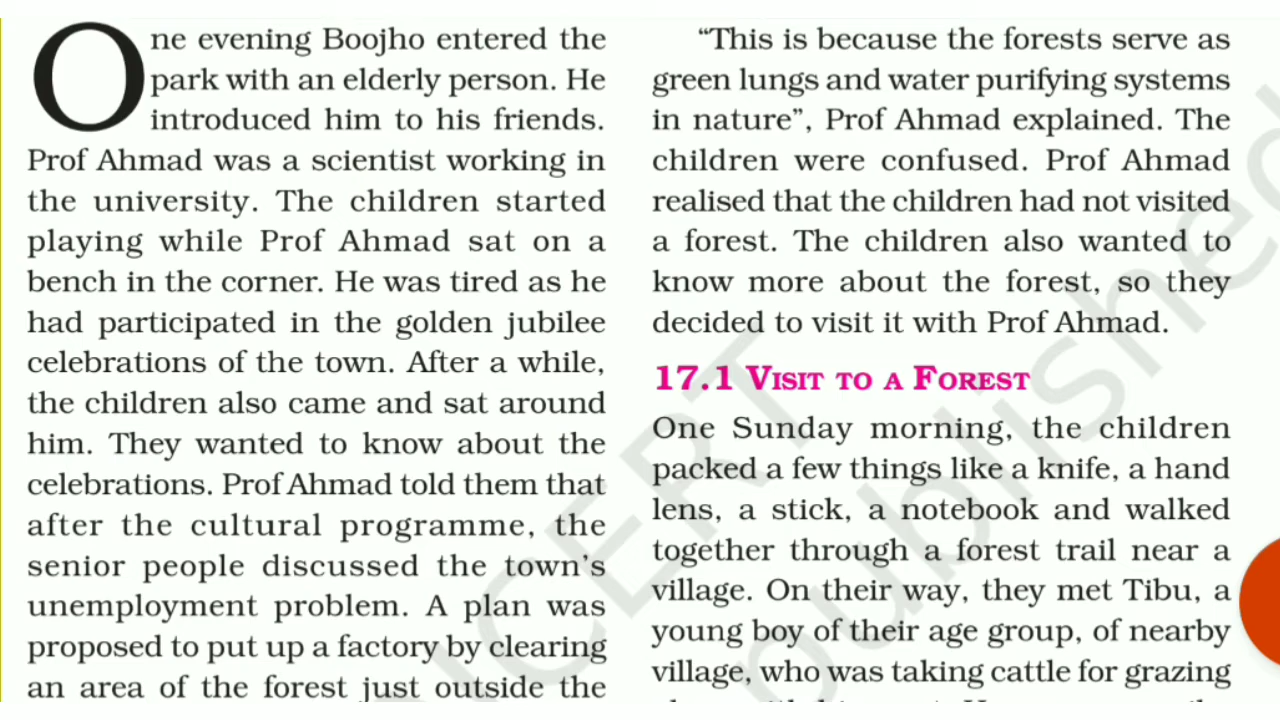 One evening Boojho entered the
park with an elderly person. He
introduced him to his friends.
Prof Ahmad was a scientist working in
the university. The children started
playing while Prof Ahmad sat on a
bench in the corner. He was tired as he
had participated in the golden jubilee
celebrations of the town. After a while,
the children also came and sat around
him. They wanted to know about the
celebrations. Prof Ahmad told them that
after the cultural programme, the
senior people discussed the town's
unemployment problem. A plan was
proposed to put up a factory by clearing
an area of the forest just outside the
“This is because the forests serve as
green lungs and water purifying systems
in nature”, Prof Ahmad explained. The
children were confused. Prof Ahmad
realised that the children had not visited
a forest. The children also wanted to
know more about the forest, so they
decided to visit it with Prof Ahmad.
17.1 VISIT TO A FOREST
One Sunday morning, the children
packed a few things like a knife, a hand
lens, a stick, a notebook and walked
together through a forest trail near a
village. On their way, they met Tibu, a
young boy of their age group, of nearby
village, who was taking cattle for grazing
NCERT
published